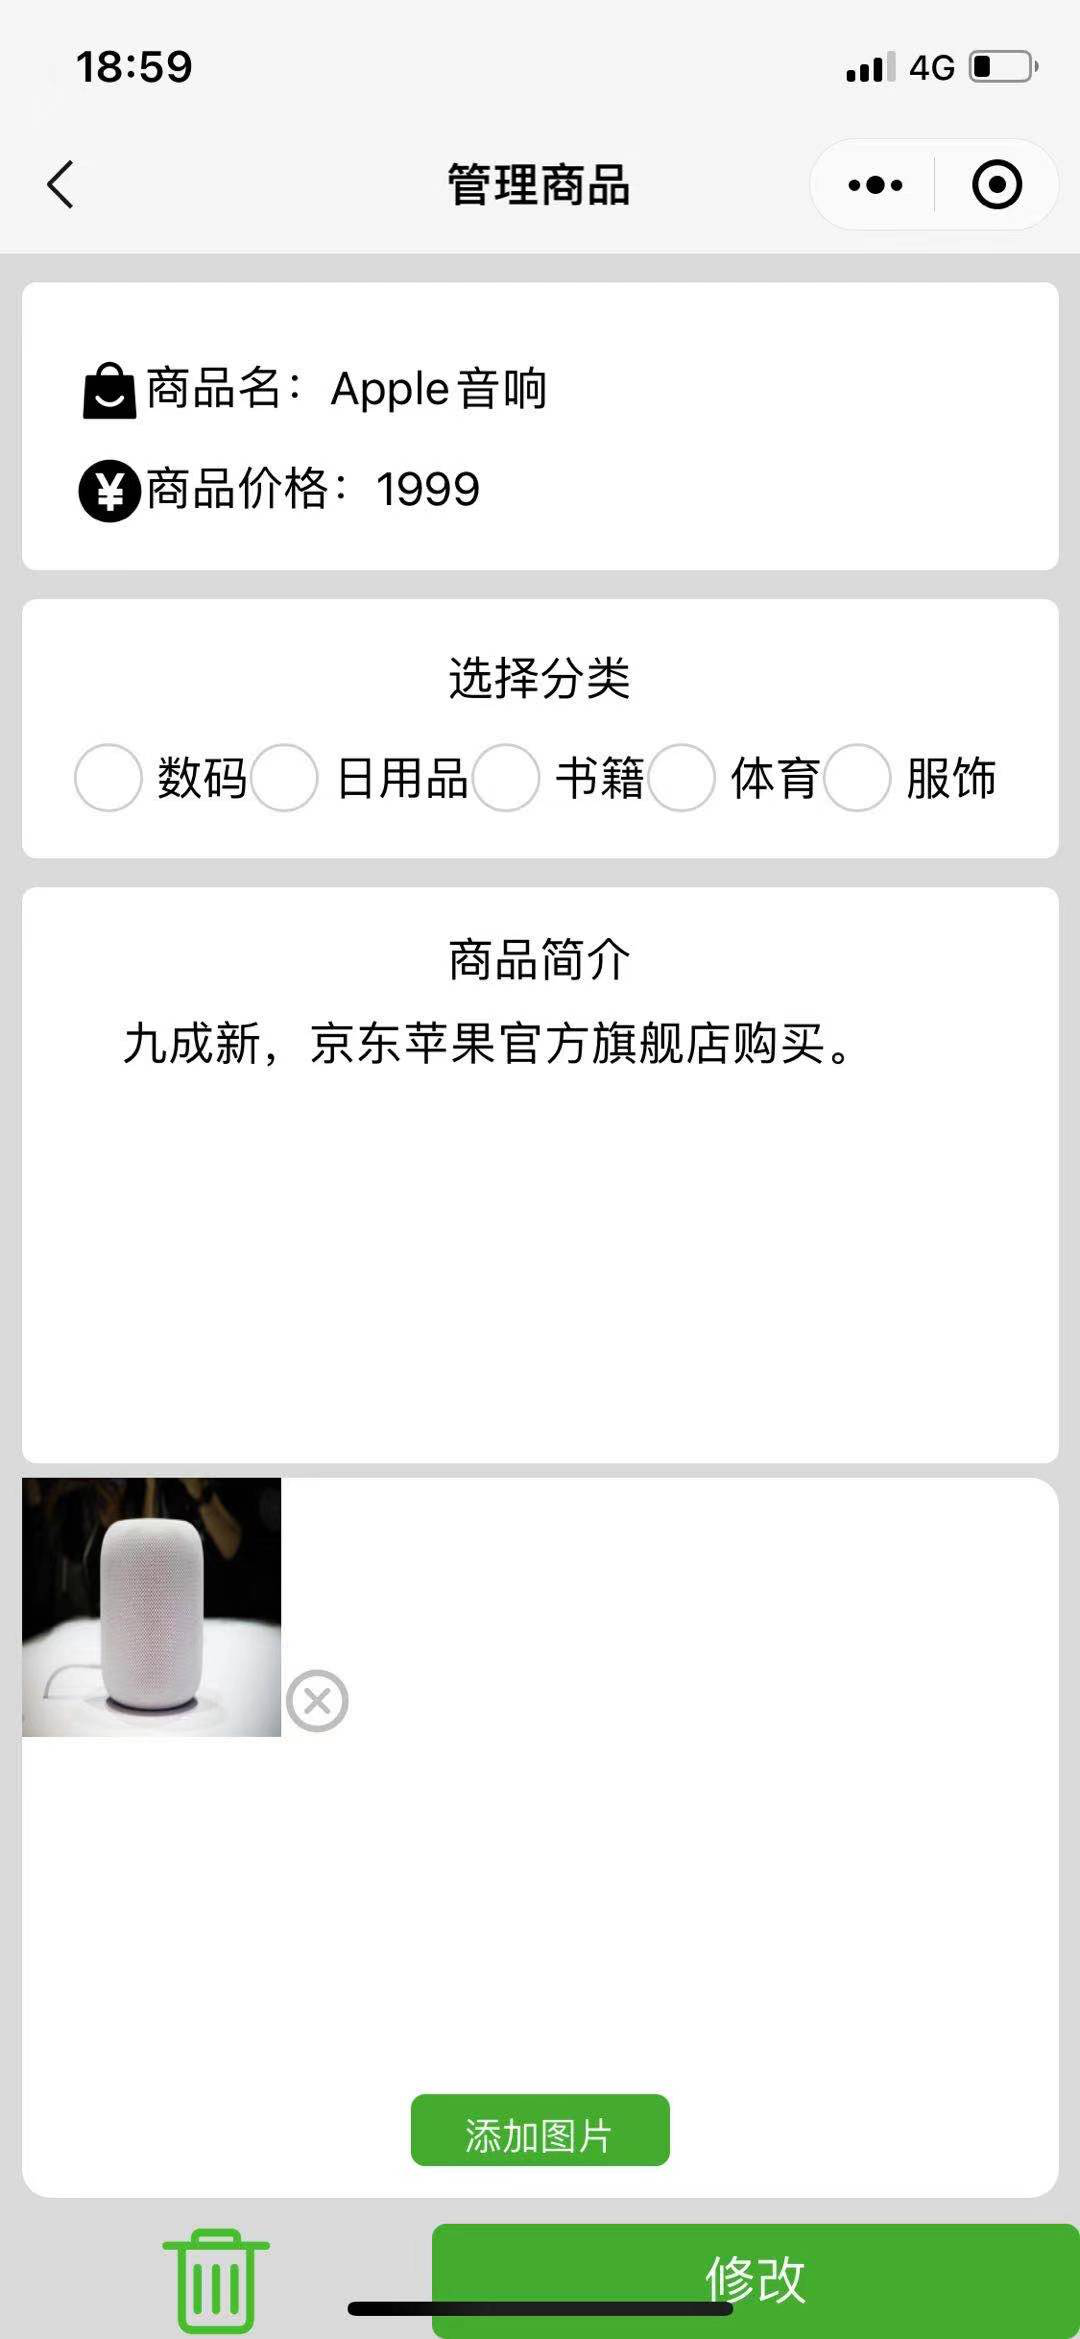 18:59 4G
管理商品
商品名：Apple音响
¥商品价格：1999
选择分类
数码 日用品 书籍 体育 服饰
商品简介
九成新，京东苹果官方旗舰店购买。
添加图片
修改